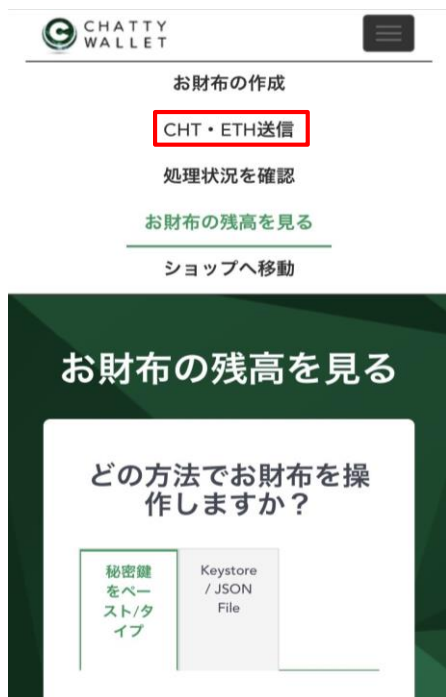 CHATTY
WALLET
お財布の作成
CHT・ETH送信
処理状況を確認
お財布の残高を見る
ショップへ移動
お財布の残高を見る
どの方法でお財布を操
作しますか？
秘密鍵
をペー
スト/タ
イプ
Keystore
/ JSON
File